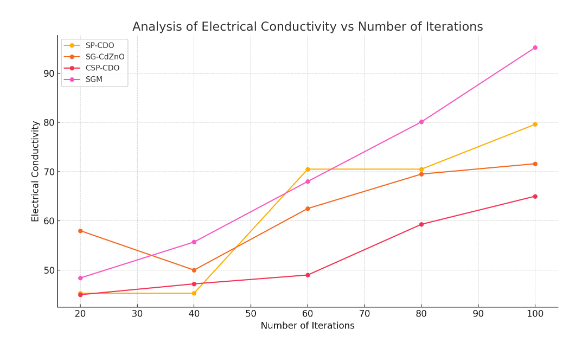 Analysis of Electrical Conductivity vs Number of Iterations
SP-CDO
SG-CdZnO
CSP-CDO
SGM
Electrical Conductivity
90
80
70
60
50
20 30 40 50 60 70 80 90 100
Number of Iterations